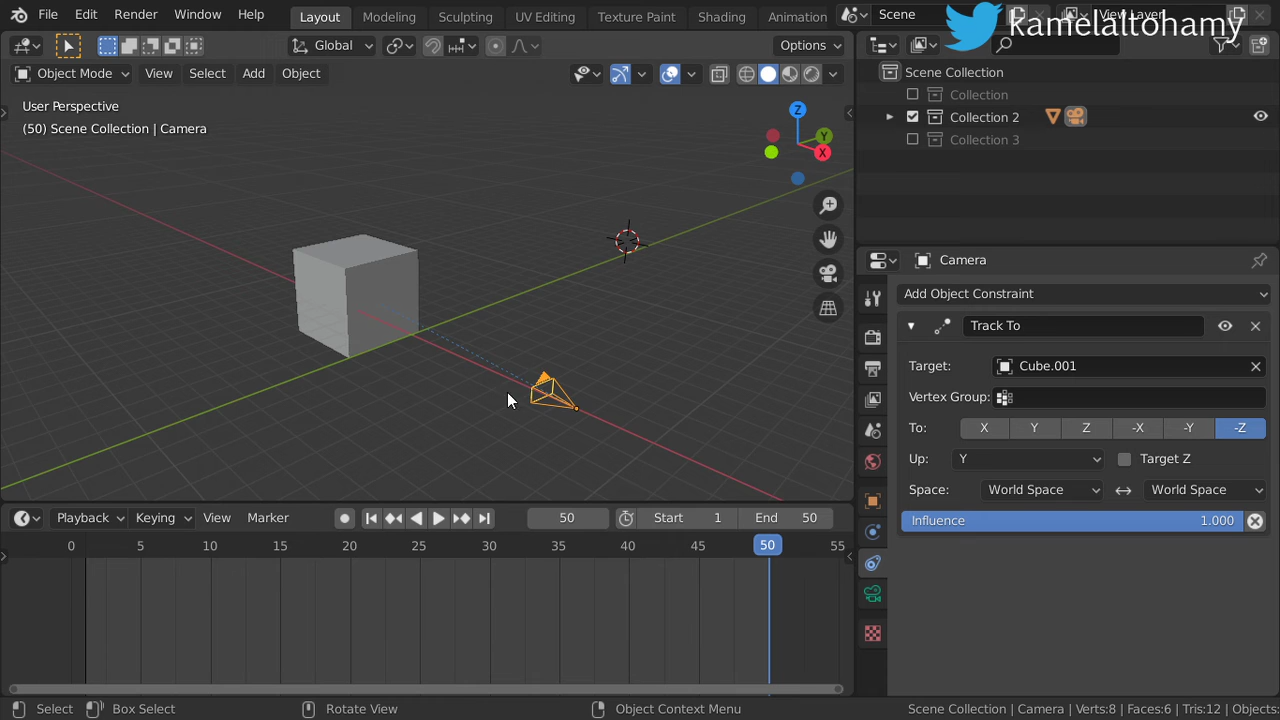 File Edit Render Window Help Layout Modeling Sculpting UV Editing Texture Paint Shading Animation Scene View Layer
kamelaltohamy
Global Options
Object Mode View Select Add Object
User Perspective
(50) Scene Collection | Camera
Z
Y
X
Scene Collection
Collection
Collection 2
Collection 3
Camera
Add Object Constraint
Track To
Target: Cube.001
Vertex Group:
To: X Y Z -X -Y -Z
Up: Y Target Z
Space: World Space World Space
Influence 1.000
Playback Keying View Marker 50 Start 1 End 50
0 5 10 15 20 25 30 35 40 45 50 55
Select Box Select Rotate View Object Context Menu Scene Collection | Camera | Verts:8 | Faces:6 | Tris:12 | Objects: